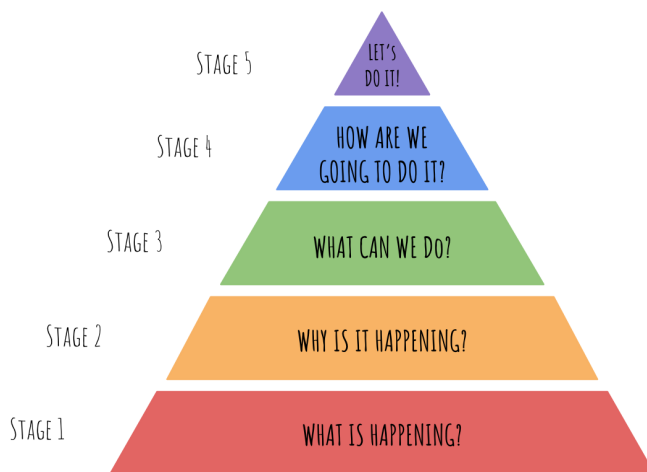 STAGE 5
LET'S
DO IT!
STAGE 4
HOW ARE WE
GOING TO DO IT?
STAGE 3
WHAT CAN WE DO?
STAGE 2
WHY IS IT HAPPENING?
STAGE 1
WHAT IS HAPPENING?